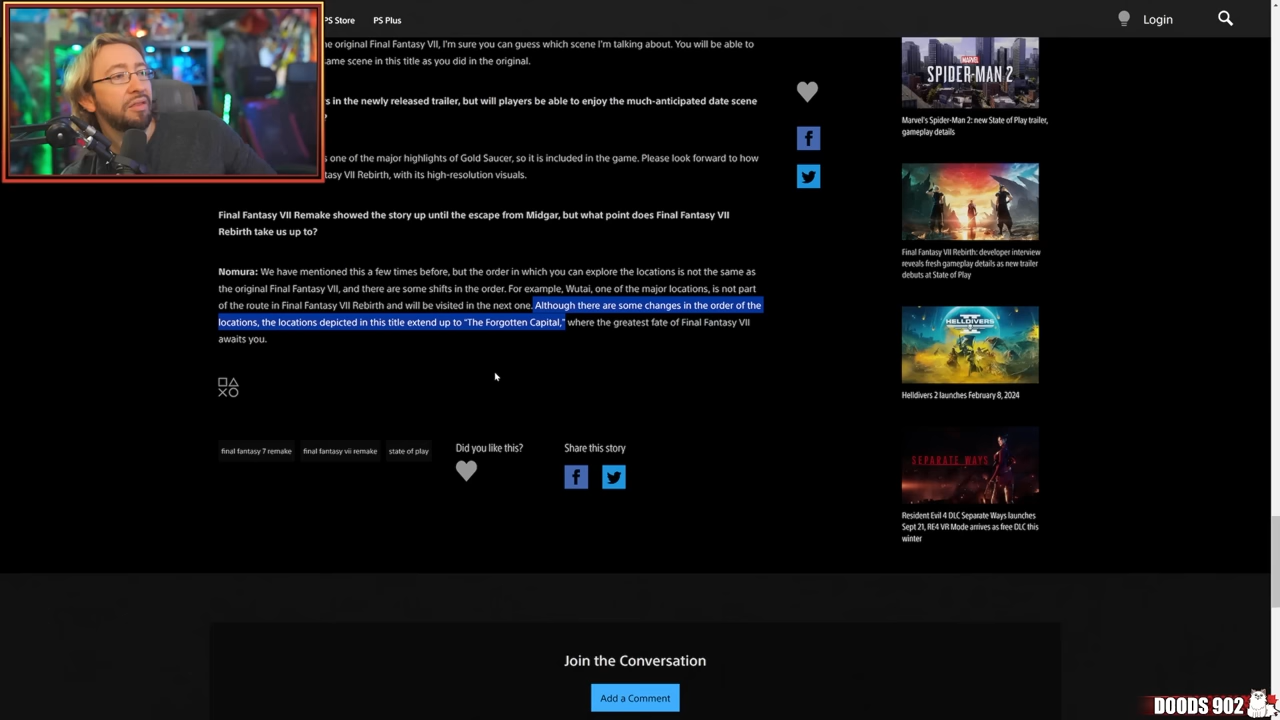 PS Store
PS Plus
Login
e original Final Fantasy VII, I'm sure you can guess which scene I'm talking about. You will be able to
ame scene in this title as you did in the original.
s in the newly released trailer, but will players be able to enjoy the much-anticipated date scene
?
s one of the major highlights of Gold Saucer, so it is included in the game. Please look forward to how
tasy VII Rebirth, with its high-resolution visuals.
Final Fantasy VII Remake showed the story up until the escape from Midgar, but what point does Final Fantasy VII
Rebirth take us up to?
Nomura: We have mentioned this a few times before, but the order in which you can explore the locations is not the same as
the original Final Fantasy VII, and there are some shifts in the order. For example, Wutai, one of the major locations, is not part
of the route in Final Fantasy VII Rebirth and will be visited in the next one. Although there are some changes in the order of the
locations, the locations depicted in this title extend up to “The Forgotten Capital,” where the greatest fate of Final Fantasy VII
awaits you.
final fantasy 7 remake
final fantasy vii remake
state of play
Did you like this?
Share this story
MARVEL
SPIDER-MAN 2
Marvel's Spider-Man 2: new State of Play trailer,
gameplay details
Final Fantasy VII Rebirth: developer interview
reveals fresh gameplay details as new trailer
debuts at State of Play
HELLDIVERS
Helldivers 2 launches February 8, 2024
SEPARATE WAYS
Resident Evil 4 DLC Separate Ways launches
Sept 21, RE4 VR Mode arrives as free DLC this
winter
Join the Conversation
Add a Comment
DOODS 902